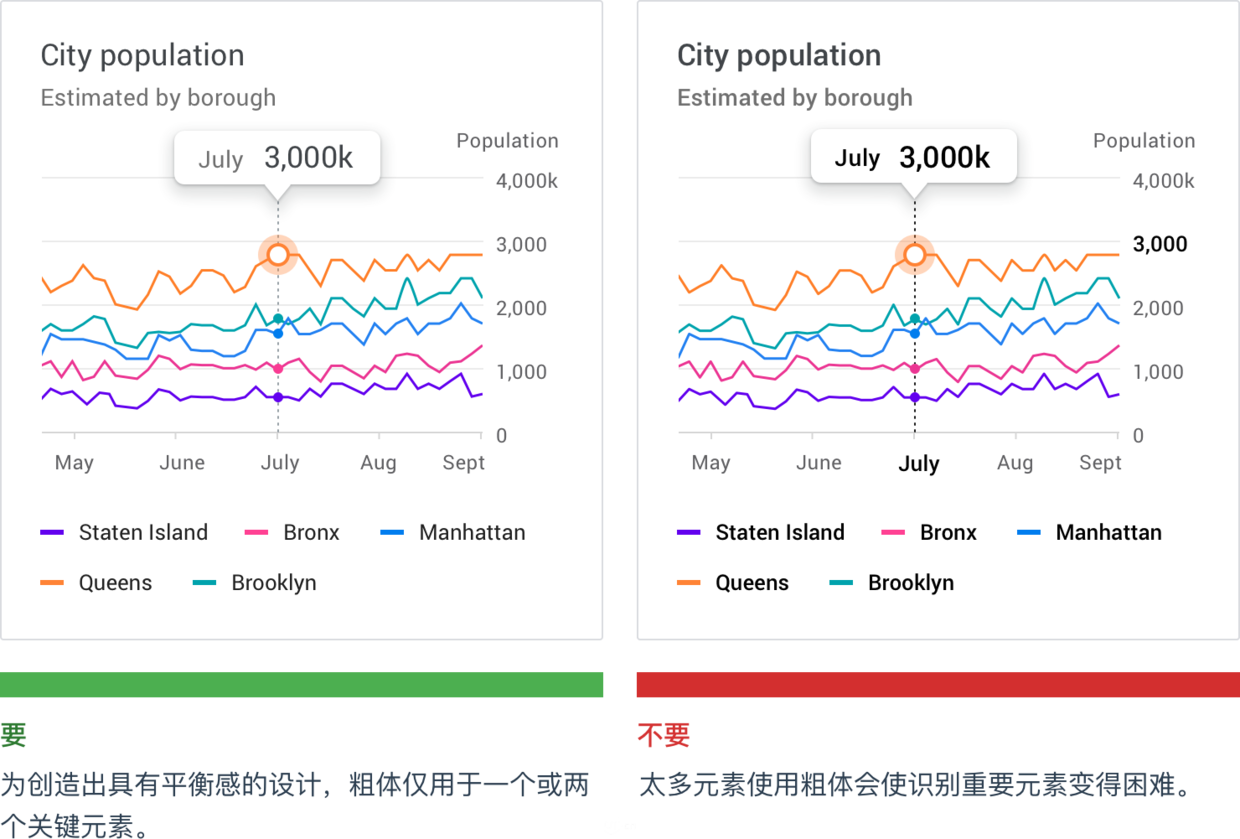 City population
Estimated by borough
July 3,000k
Population
4,000k
3,000
2,000
1,000
0
May June July Aug Sept
Staten Island Bronx Manhattan
Queens Brooklyn
要
为创造出具有平衡感的设计，粗体仅用于一个或两
个关键元素。
City population
Estimated by borough
July 3,000k
Population
4,000k
3,000
2,000
1,000
0
May June July Aug Sept
Staten Island Bronx Manhattan
Queens Brooklyn
不要
太多元素使用粗体会使识别重要元素变得困难。